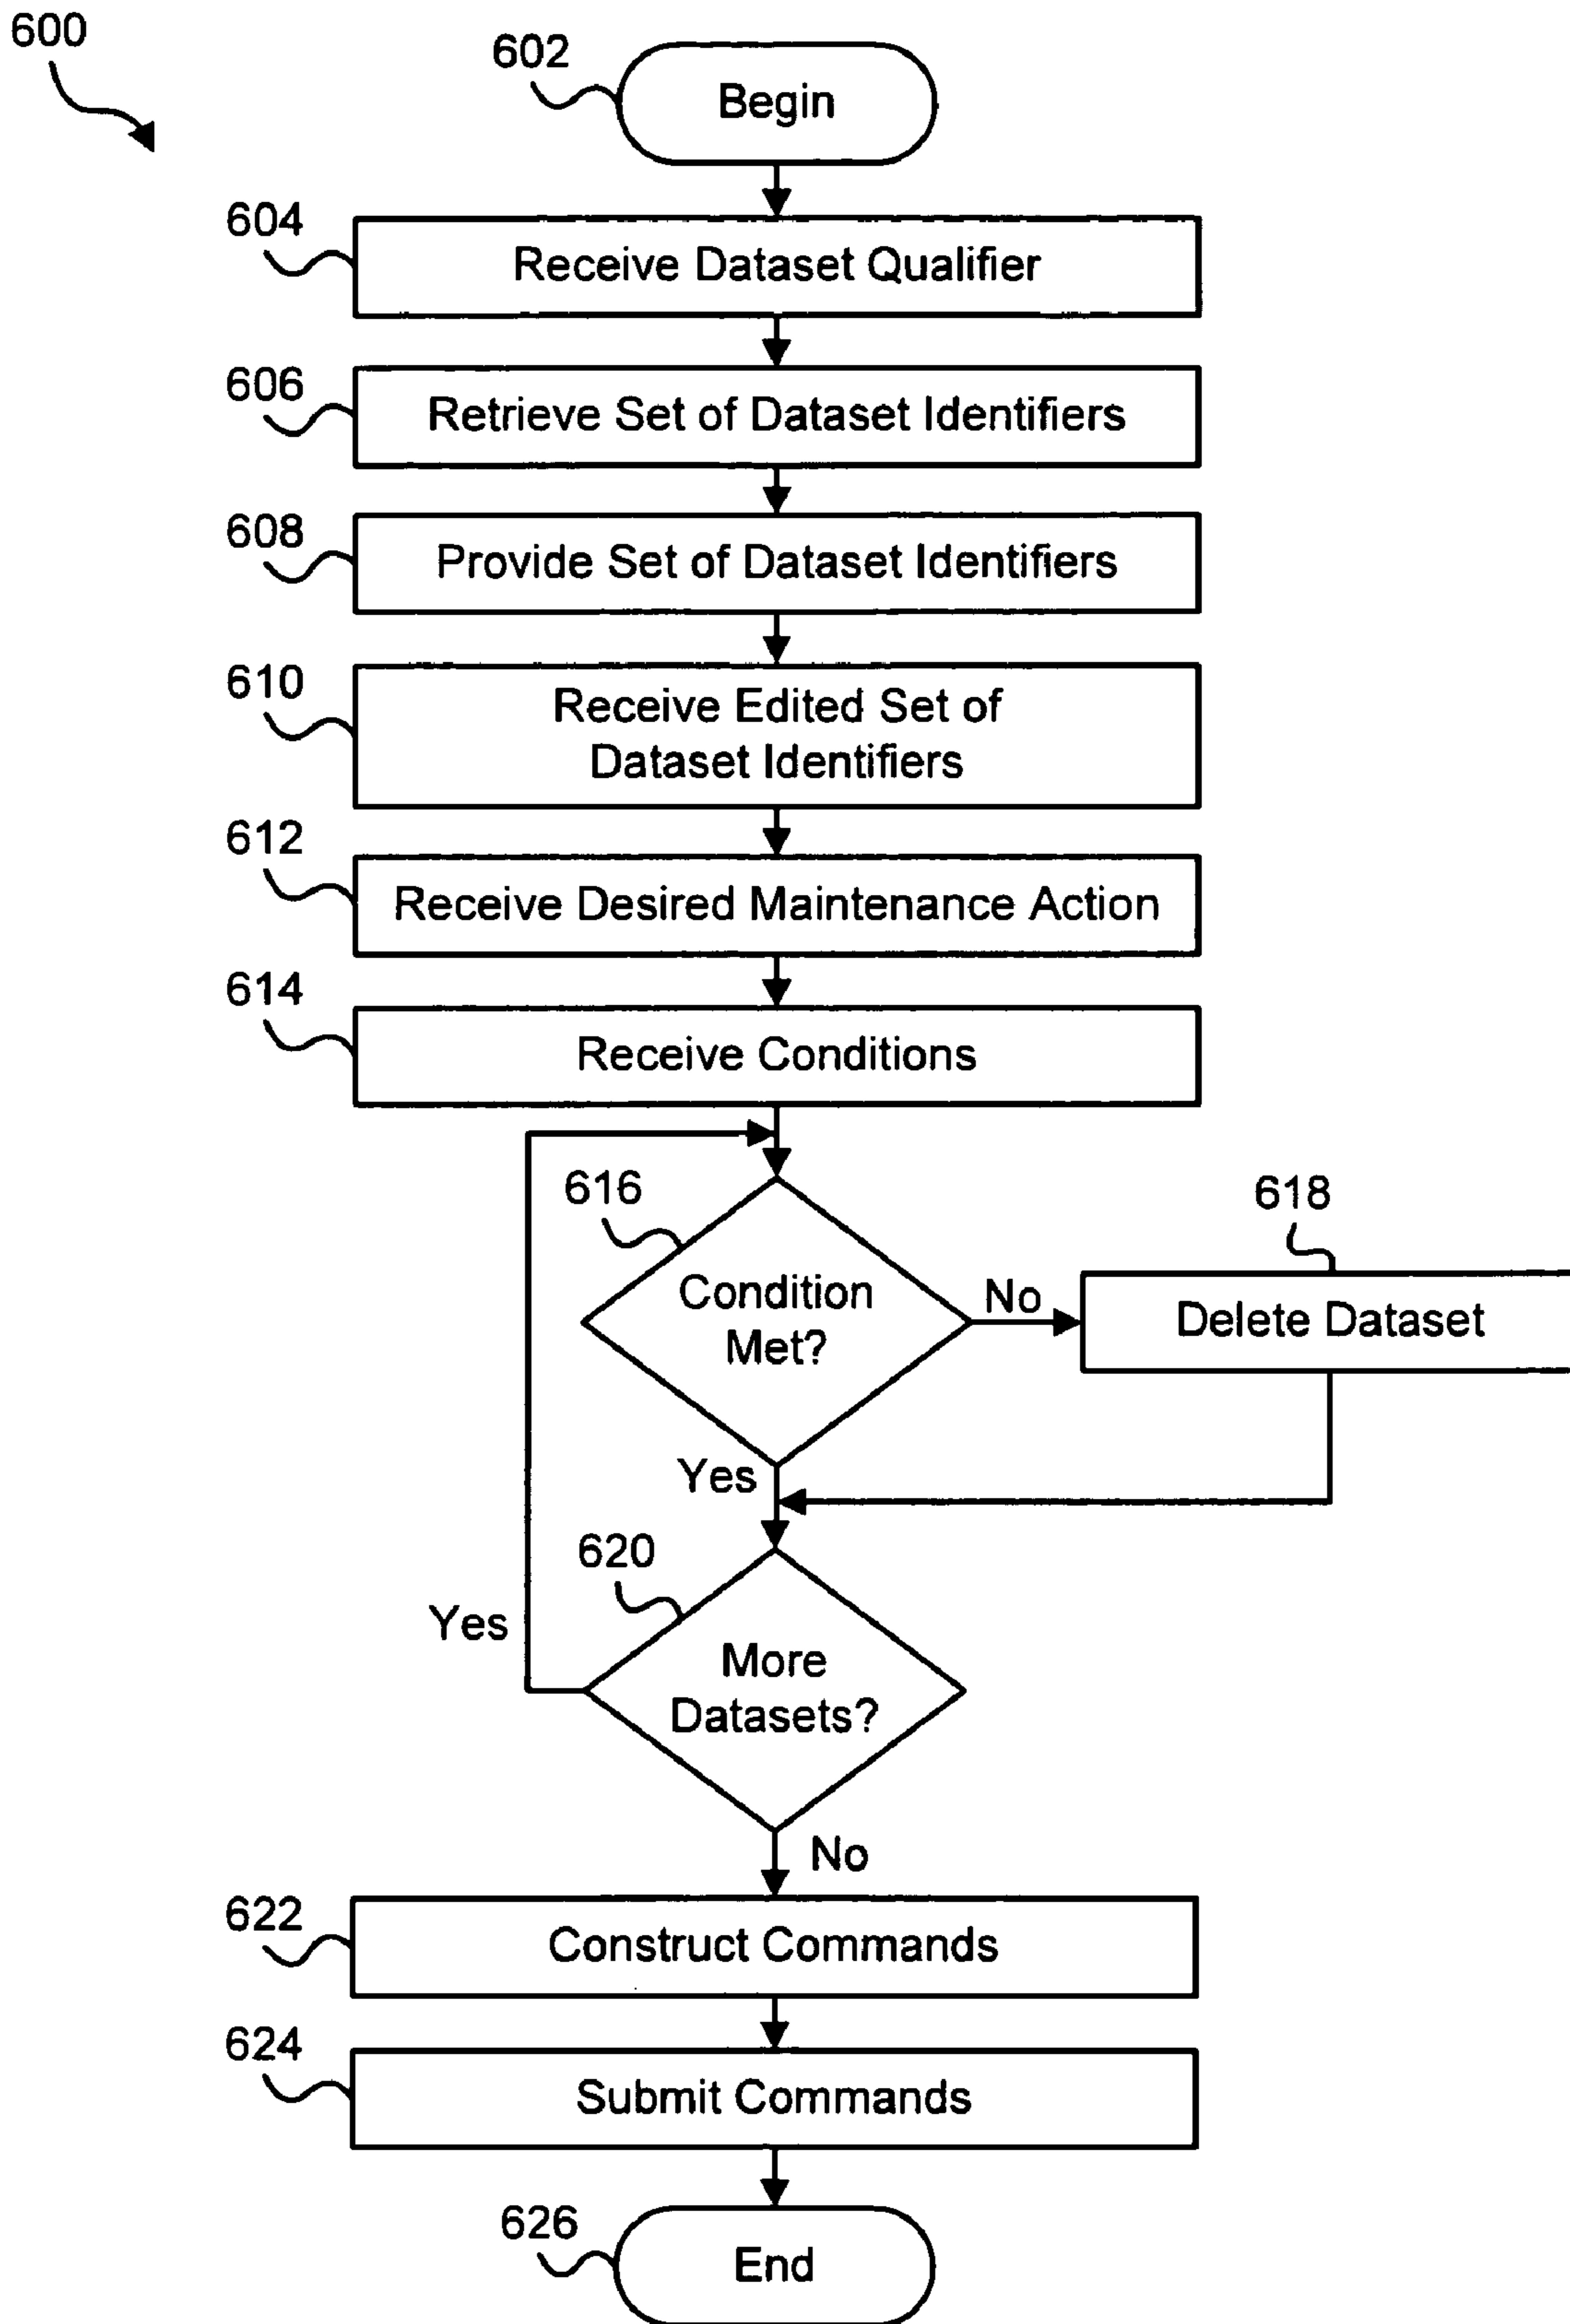 600
602
Begin
604
Receive Dataset Qualifier
606
Retrieve Set of Dataset Identifiers
608
Provide Set of Dataset Identifiers
610
Receive Edited Set of
Dataset Identifiers
612
Receive Desired Maintenance Action
614
Receive Conditions
616
Condition
Met?
No
618
Delete Dataset
Yes
620
More
Datasets?
Yes
No
622
Construct Commands
624
Submit Commands
626
End